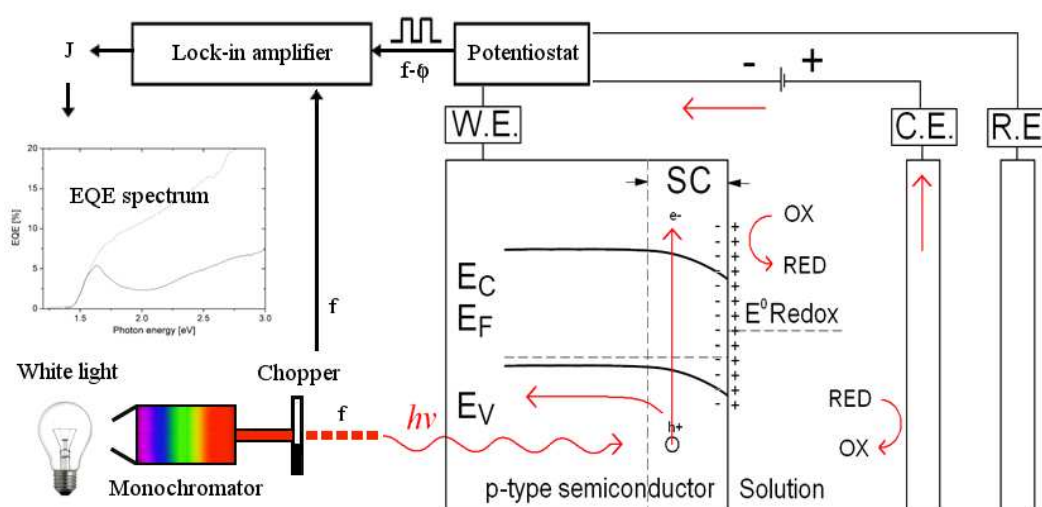 J
Lock-in amplifier
f-φ
Potentiostat
- +
W.E.
C.E.
R.E
EQE spectrum
EQE [%]
20
15
10
5
0
1.5 2.0 2.5 3.0
Photon energy [eV]
f
SC
e-
OX
RED
E_C
E_F
E⁰Redox
E_V
h+
RED
OX
White light
Chopper
f
hν
Monochromator
p-type semiconductor
Solution
- + 
- +
- +
- +
- +
- +
- +
- +
- +
- +
- +
- +
- +